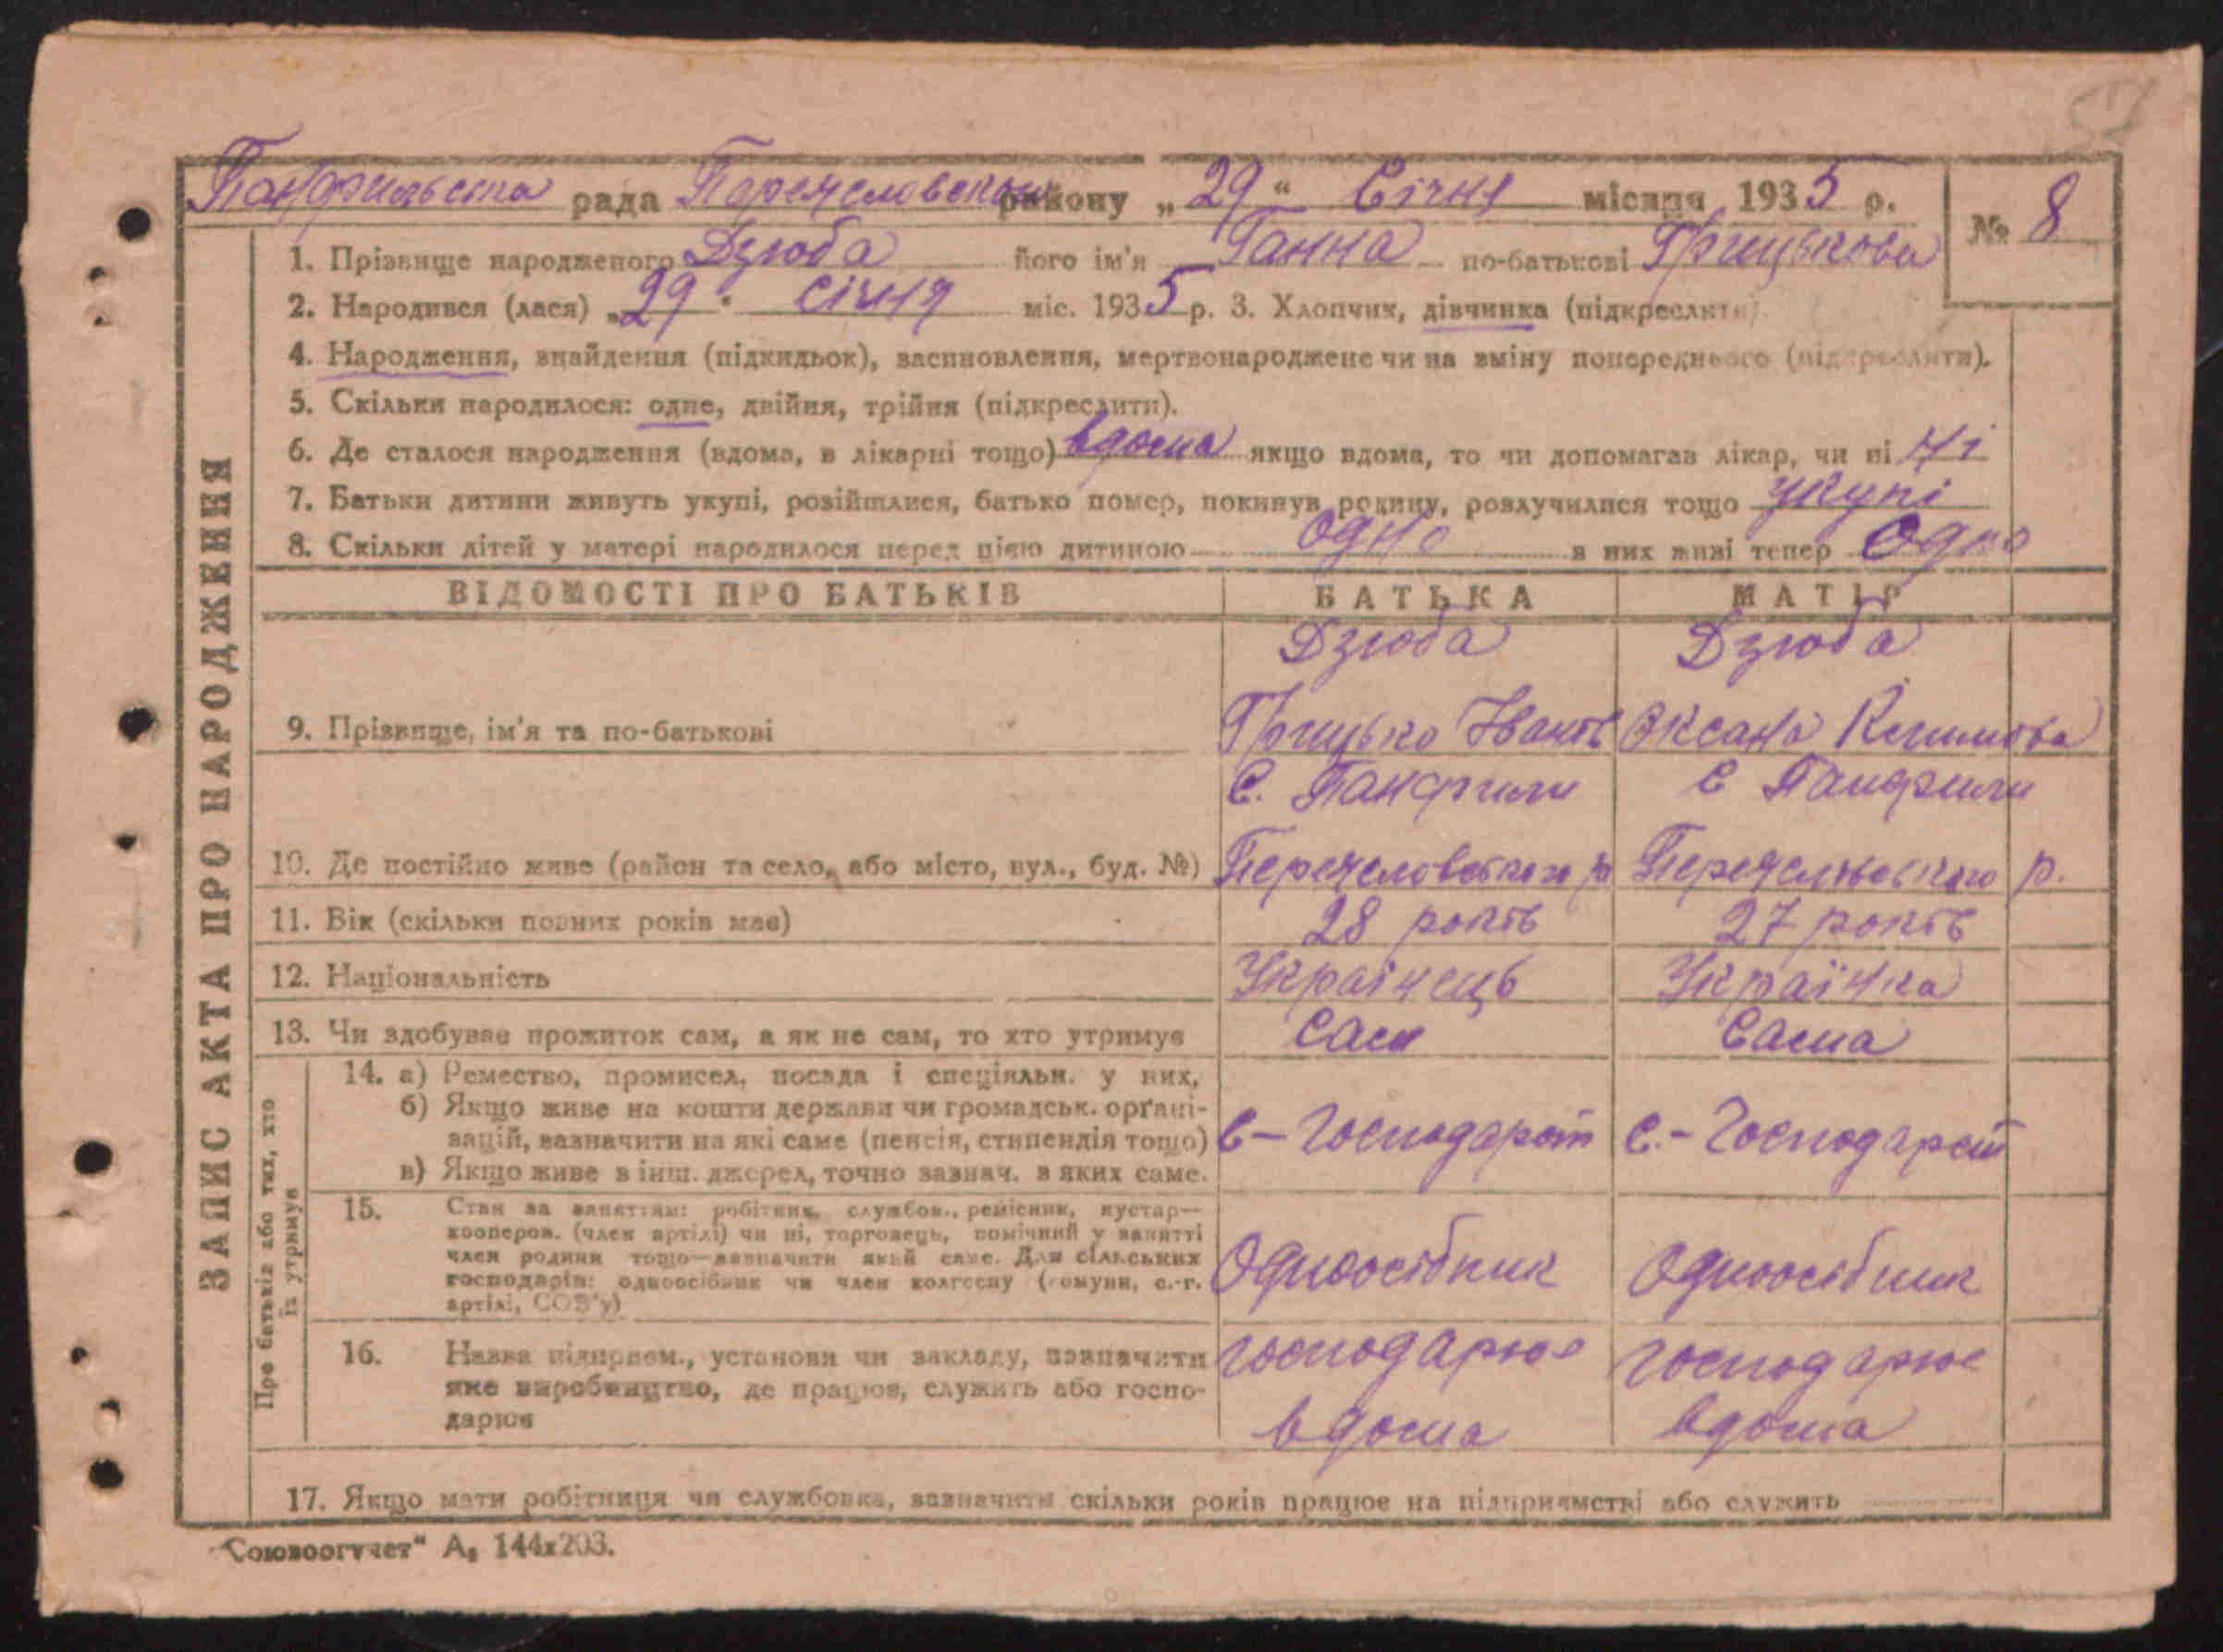 57
Панфильська рада Переяславського району „29“ Січня місяця 1935 р.
№ 8
1. Прізвище народженого Дзюба його ім'я Ганна по-батькові Грицькова
2. Народився (лася) „29“ Січня міс. 1935 р. 3. Хлопчик, дівчинка (підкреслити).
4. Народження, знайдення (підкидьок), васиновлення, мертвонароджене чи на зміну попереднього (підкреслити).
5. Скільки народилося: одне, двійня, трійня (підкреслити).
6. Де сталося народження (вдома, в лікарні тощо) вдома якщо вдома, то чи допомагав лікар, чи ні Ні
7. Батьки дитини живуть укупі, розійшлися, батько помер, покинув родину, розлучилися тощо укупі
8. Скільки дітей у матері народилося перед цією дитиною одно з них живі тепер Одно
ЗАПИС АКТА ПРО НАРОДЖЕННЯ
ВІДОМОСТІ ПРО БАТЬКІВ БАТЬКА МАТІР
Дзюба Дзюба
9. Прізвище, ім'я та по-батькові Грицько Іванов Оксана Климова
С. Панфили С Панфили
10. Де постійно живе (район та село, або місто, вул., буд. №) Переяславського р Переяславського р.
11. Вік (скільки повних років має) 28 років 27 років
12. Національність Українець Українка
13. Чи здобуває прожиток сам, а як не сам, то хто утримує Сам Сама
Про батьків або тих, хто
їх утримує
14. а) Ремество, промисел, посада і спеціяльн. у них,
б) Якщо живе на кошти держави чи громадськ. орґані-
зацій, зазначити на які саме (пенсія, стипендія тощо) С-Господарст С.-Господарст
в) Якщо живе з інш. джерел, точно зазнач. з яких саме.
15. Стан за заняттям: робітник, службов., ремісник, кустар—
кооперов. (член артілі) чи ні, торговець, помічний у занятті
член родини тощо—зазначити який саме. Для сільських
господарів: одноосібник чи член колгоспу (комуни, с.-г.
артілі, СОЗ'у) Одноосібник Одноосібник
16. Назва підприєм., установи чи закладу, зазначити господарює господарює
яке виробництво, де працює, служить або госпо-
дарює вдома вдома
17. Якщо мати робітниця чи службовка, зазначити скільки років працює на підприємстві або служить
"Союзоргучет" А₅ 144х203.